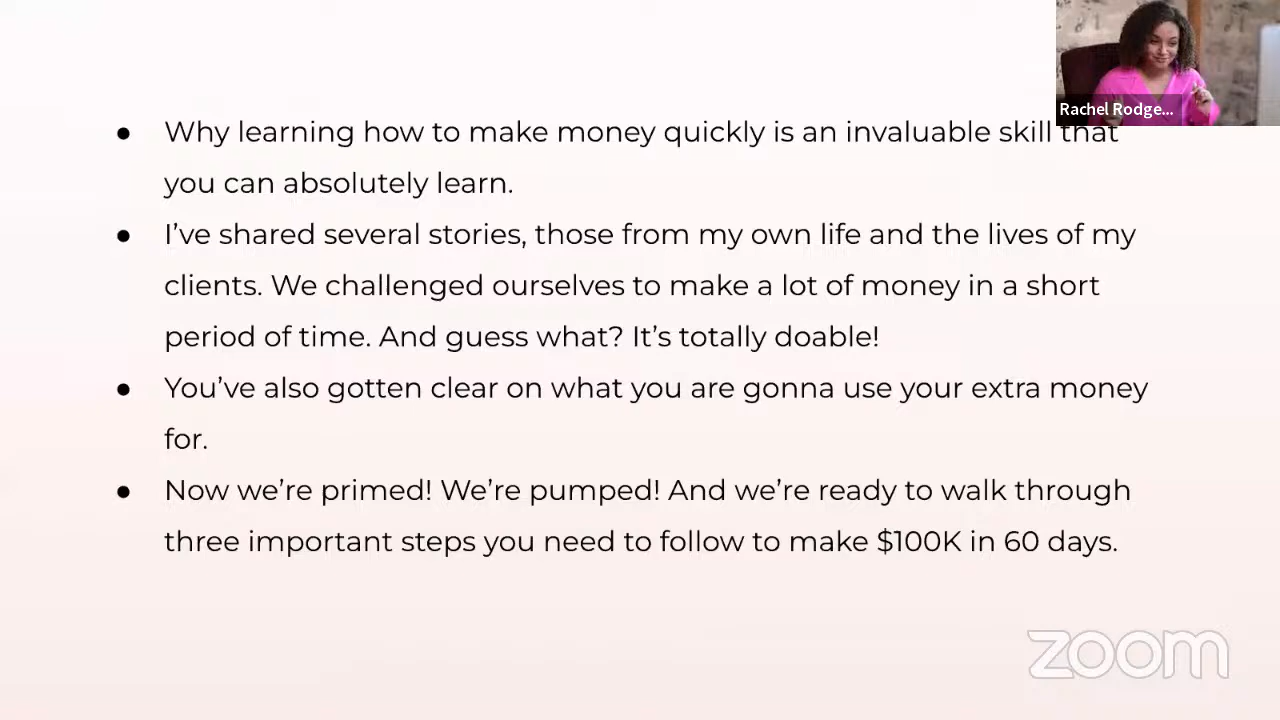 Rachel Rodge...
● Why learning how to make money quickly is an invaluable skill that
you can absolutely learn.
● I’ve shared several stories, those from my own life and the lives of my
clients. We challenged ourselves to make a lot of money in a short
period of time. And guess what? It’s totally doable!
● You’ve also gotten clear on what you are gonna use your extra money
for.
● Now we’re primed! We’re pumped! And we’re ready to walk through
three important steps you need to follow to make $100K in 60 days.
zoom